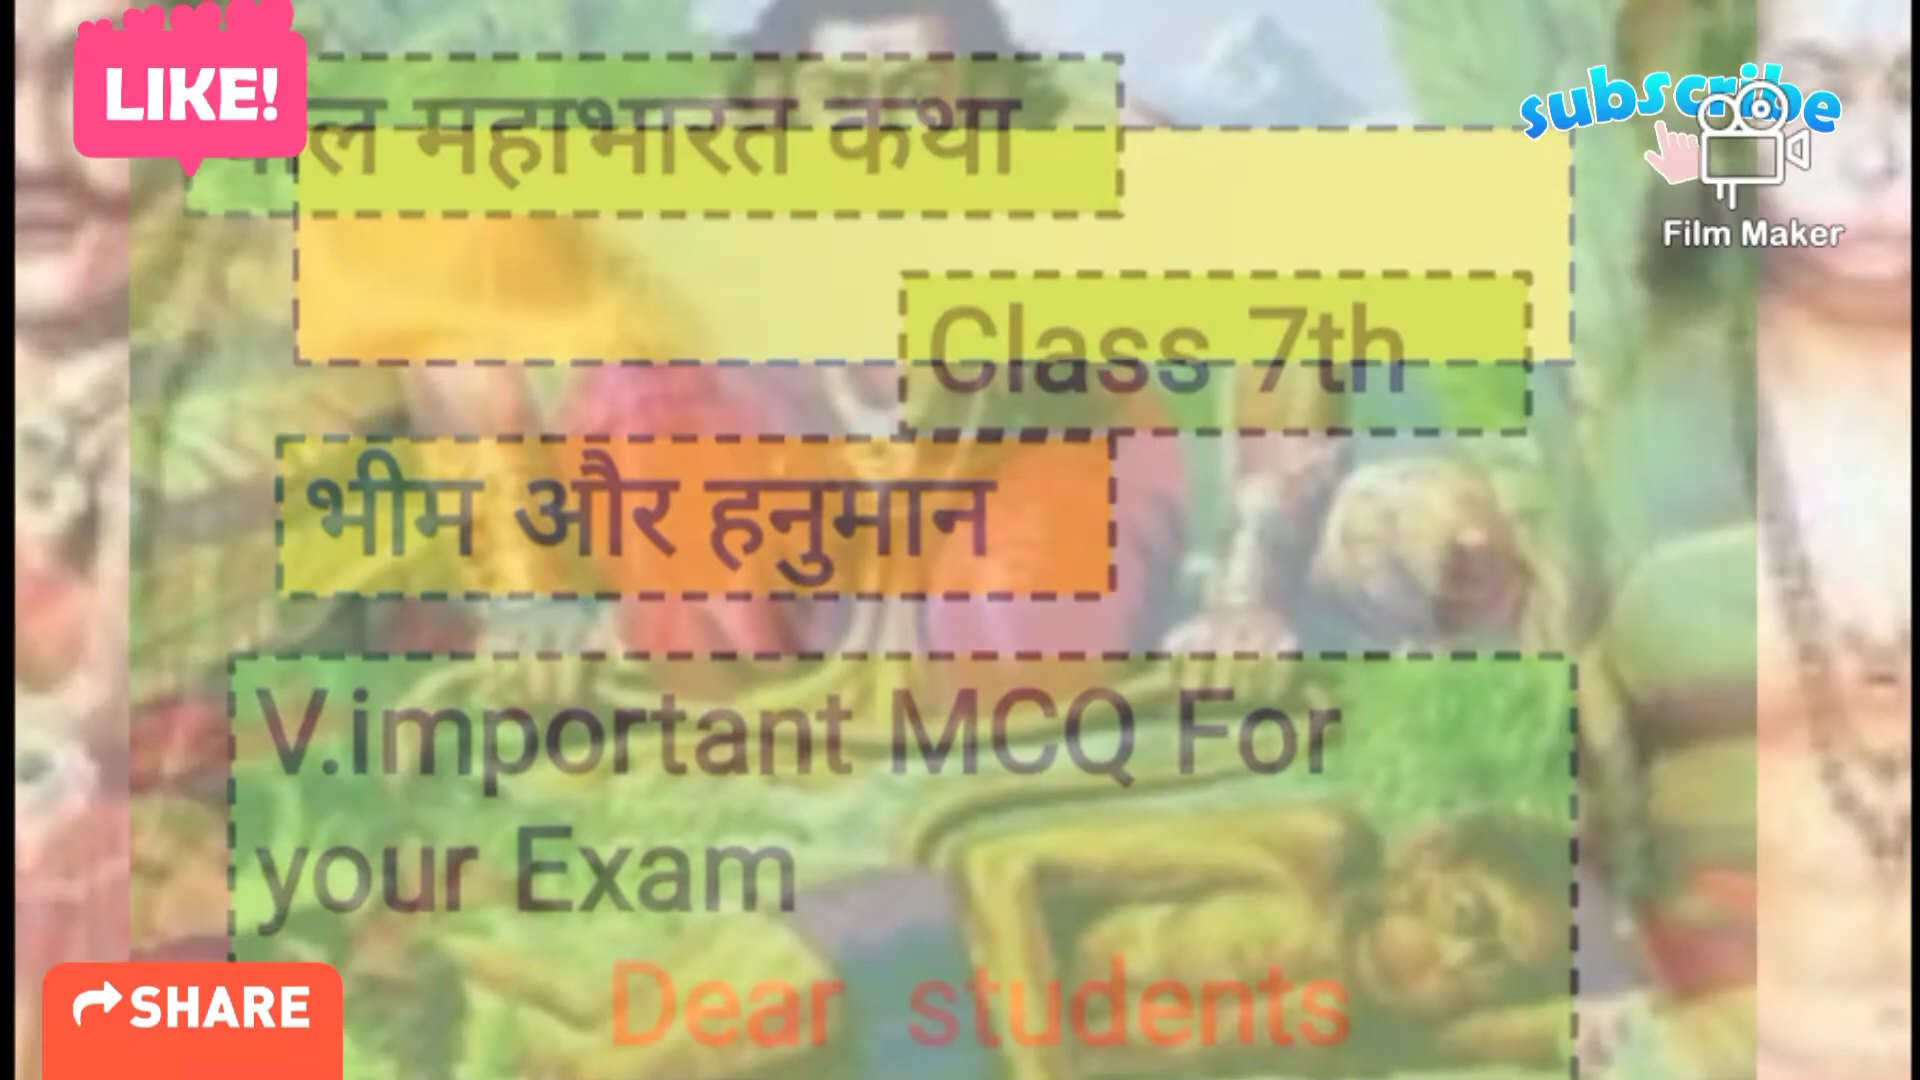 LIKE!
महाभारत कथा
subscribe
Film Maker
Class 7th
भीम और हनुमान
V.important MCQ For
your Exam
Dear students
SHARE